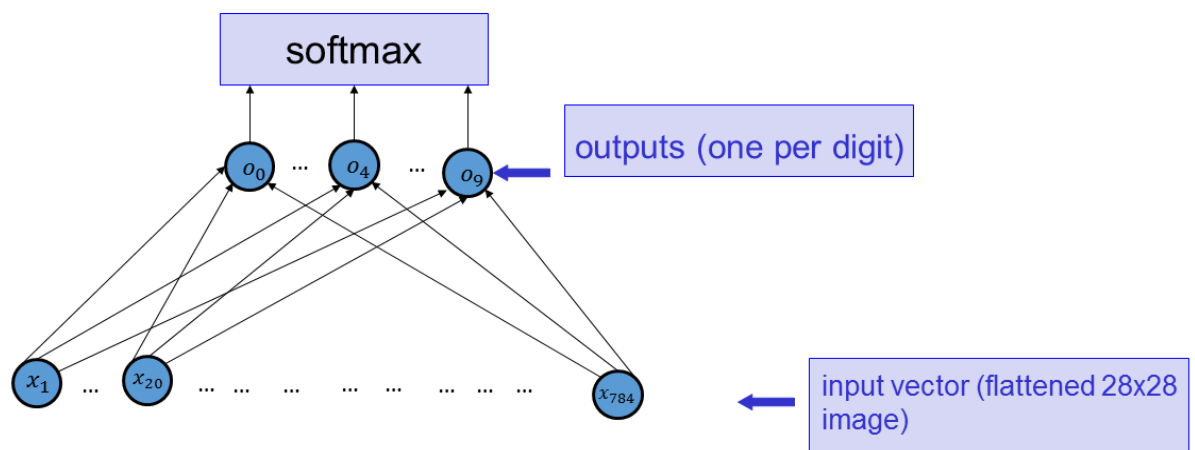 softmax
outputs (one per digit)
o₀ ... o₄ ... o₉
x₁ ... x₂₀ ... ... ... ... ... ... ... ... x₇₈₄
input vector (flattened 28x28
image)